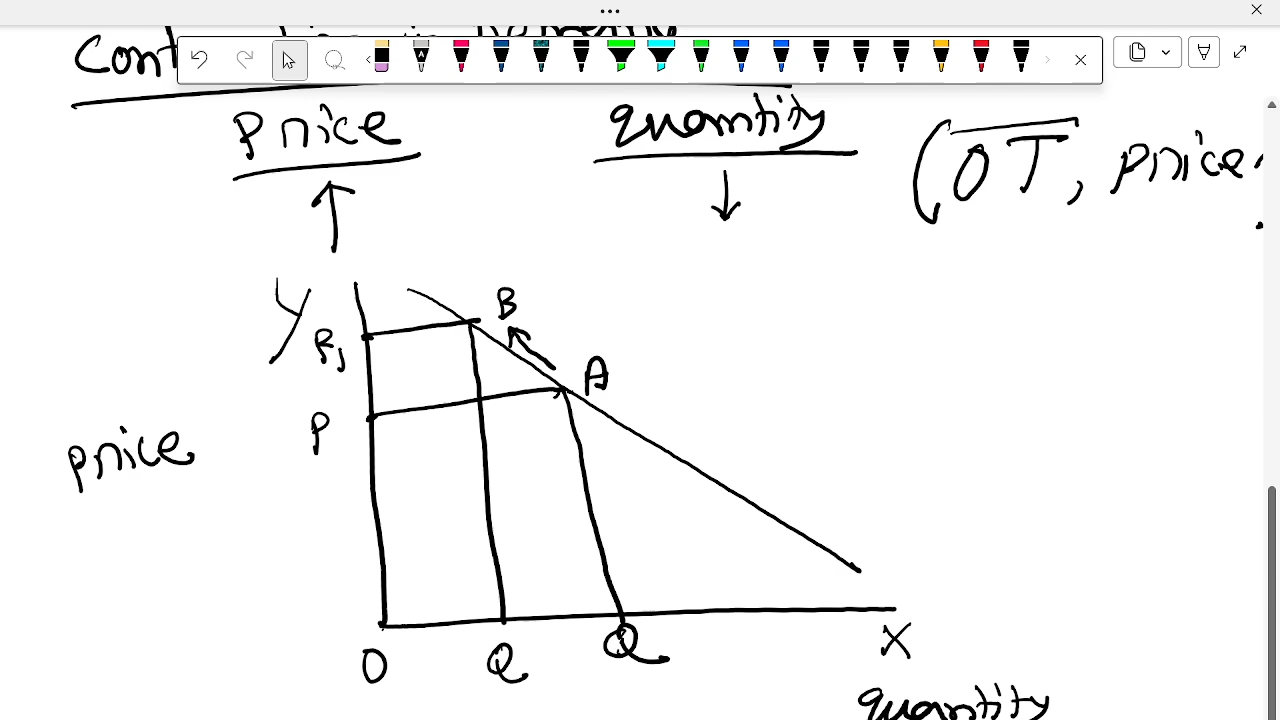 Cont
price quantity
(OT, price
Y
B
P1
A
P
price
O Q Q X
quantity